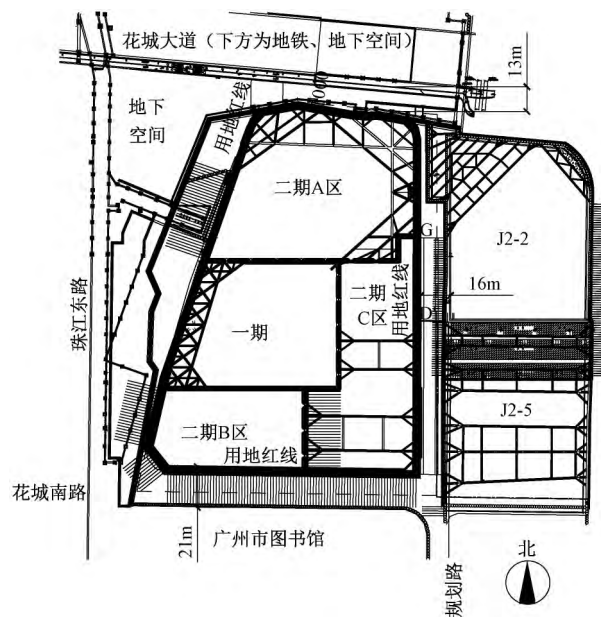 花城大道（下方为地铁、地下空间）
13m
地下
空间
用地红线
二期A区
J2-2
G
用地红线
16m
二期
C区
D
珠江东路
一期
J2-5
二期B区
用地红线
花城南路
21m
广州市图书馆
规划路
北